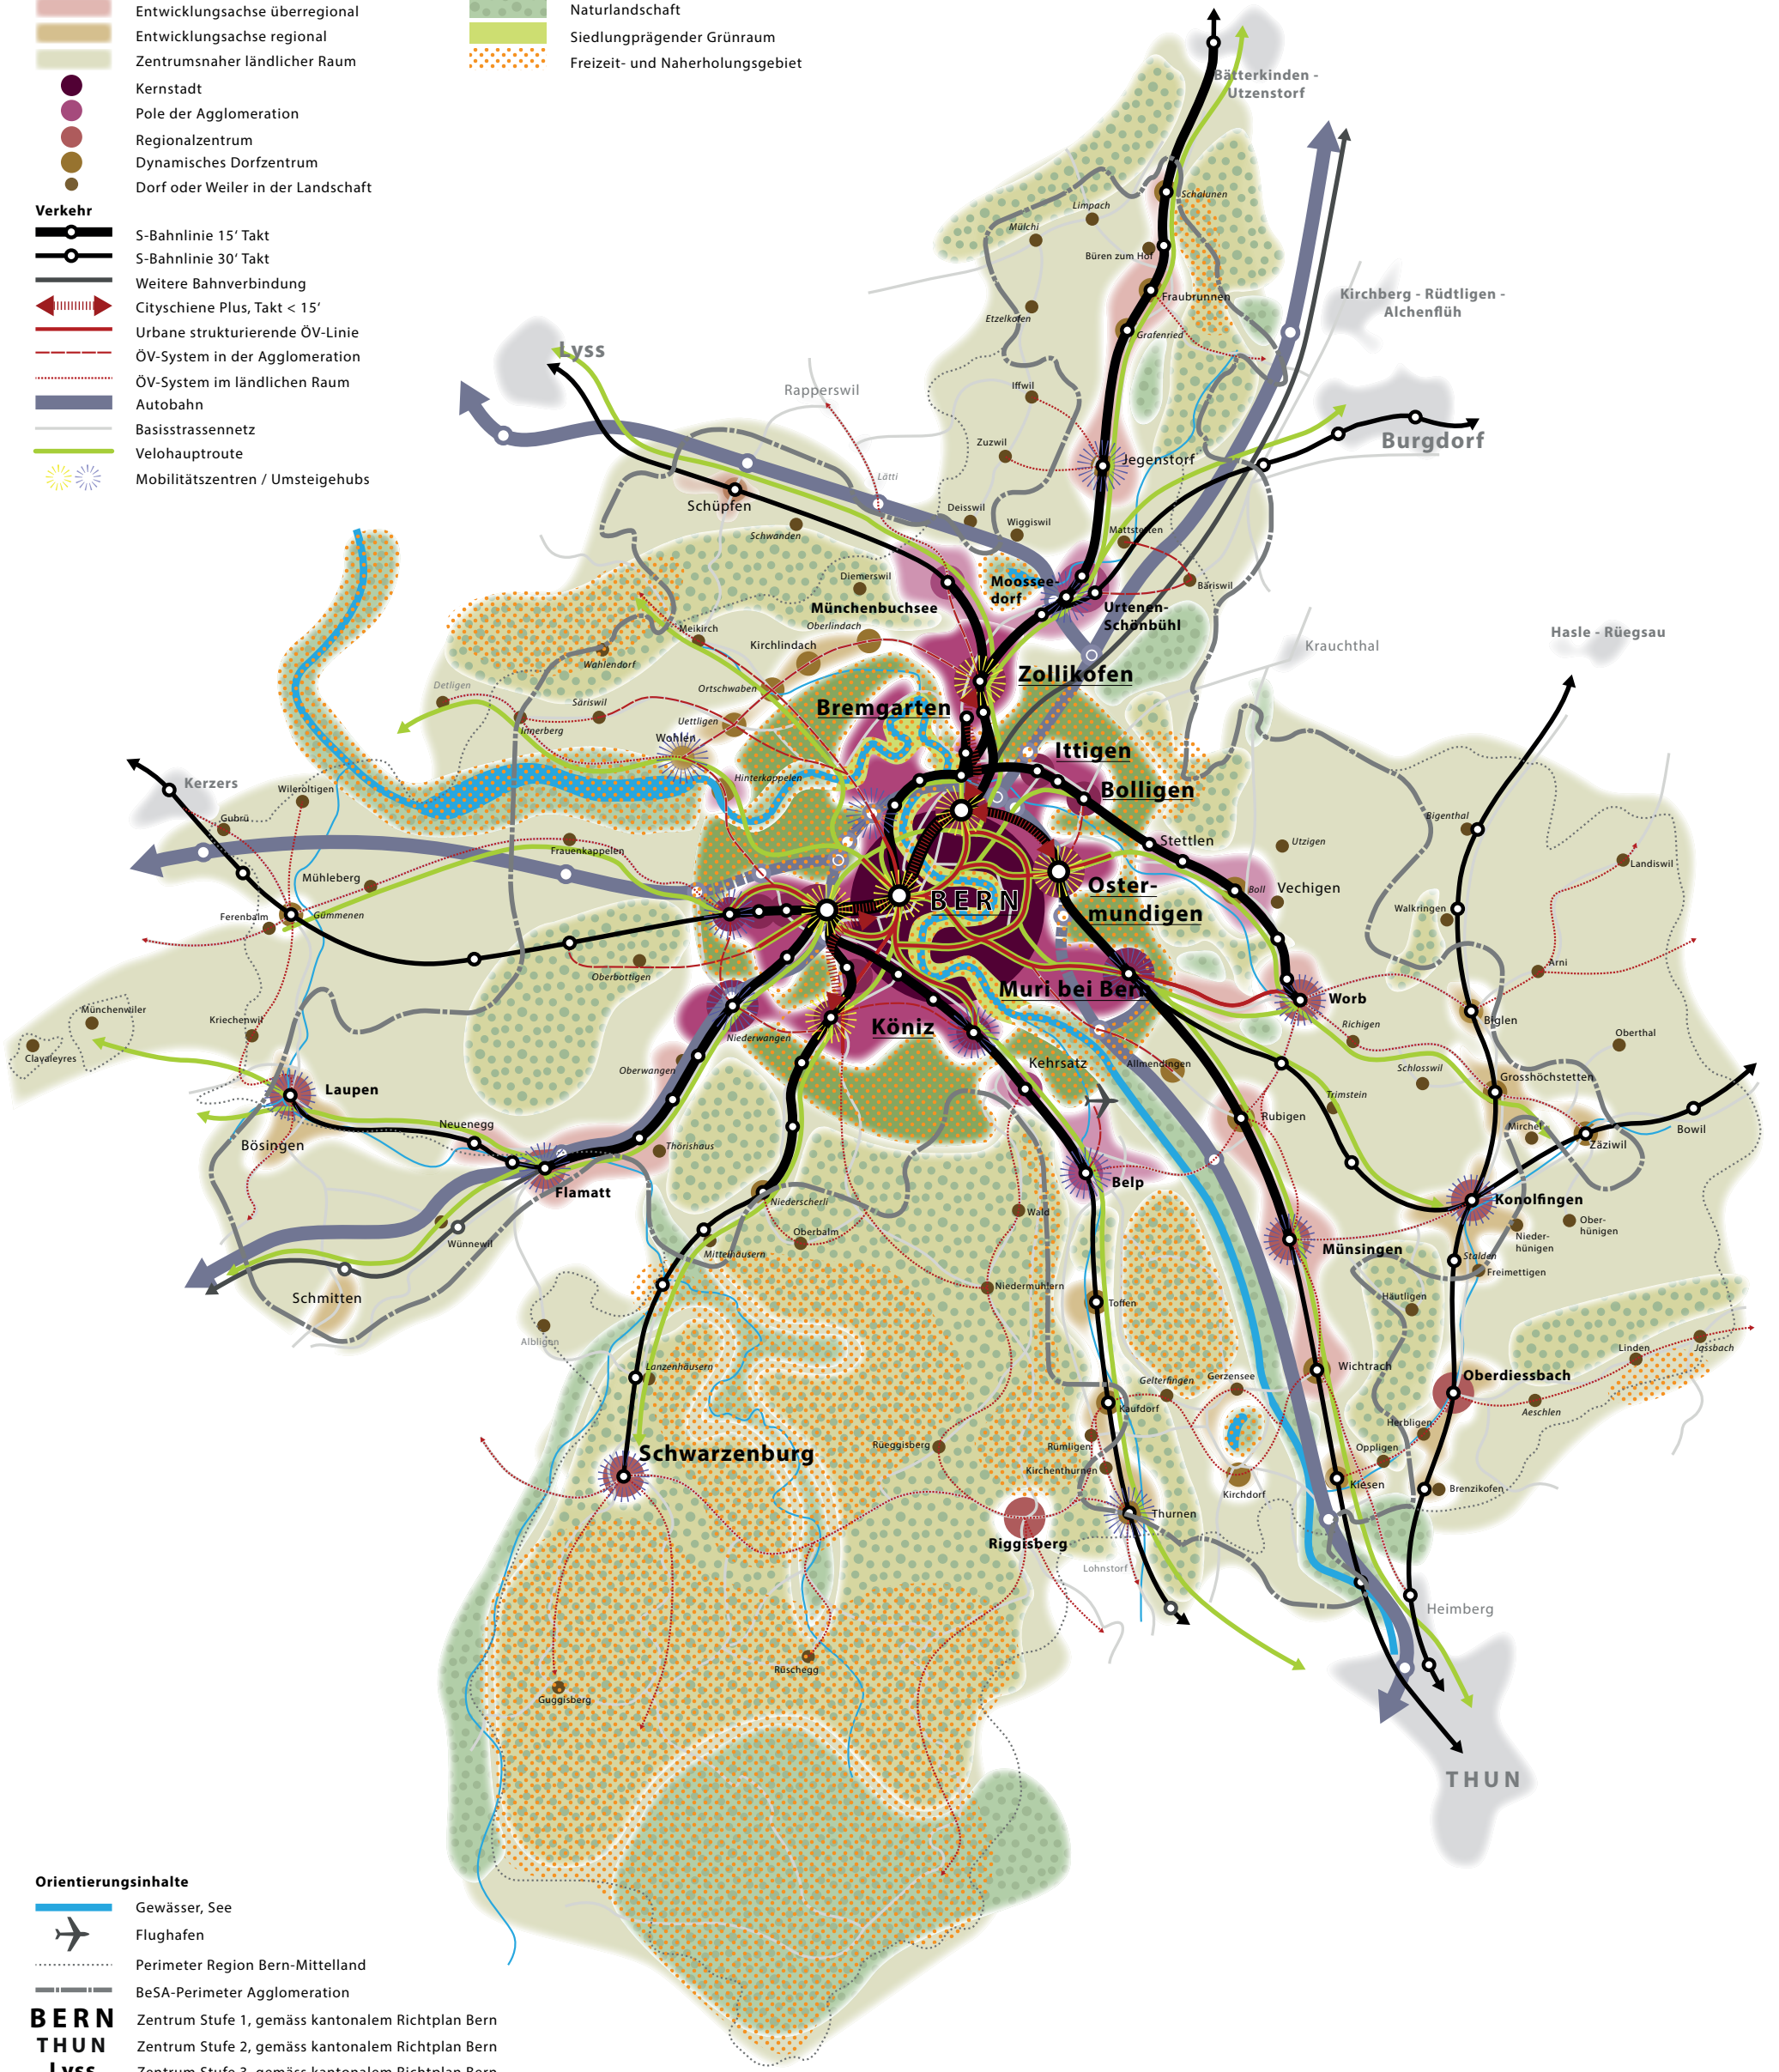 Entwicklungsachse überregional
Entwicklungsachse regional
Zentrumsnaher ländlicher Raum
Kernstadt
Pole der Agglomeration
Regionalzentrum
Dynamisches Dorfzentrum
Dorf oder Weiler in der Landschaft
Verkehr
S-Bahnlinie 15’ Takt
S-Bahnlinie 30’ Takt
Weitere Bahnverbindung
Cityschiene Plus, Takt < 15’
Urbane strukturierende ÖV-Linie
ÖV-System in der Agglomeration
ÖV-System im ländlichen Raum
Autobahn
Basisstrassennetz
Velohauptroute
Mobilitätszentren / Umsteigehubs
Naturlandschaft
Siedlungprägender Grünraum
Freizeit- und Naherholungsgebiet
Bätterkinden -
Utzenstorf
Schalunen
Limpach
Mülchi
Büren zum Hof
Fraubrunnen
Kirchberg - Rüdtligen -
Alchenflüh
Etzelkofen
Grafenried
Lyss
Rapperswil
Iffwil
Burgdorf
Zuzwil
Jegenstorf
Lätti
Schüpfen
Deisswil
Wiggiswil
Mattstetten
Schwanden
Diemerswil
Moossee-
dorf
Bäriswil
Münchenbuchsee
Urtenen-
Schönbühl
Oberlindach
Meikirch
Kirchlindach
Krauchthal
Hasle - Rüegsau
Wahlendorf
Zollikofen
Detligen
Ortschwaben
Säriswil
Bremgarten
Uettligen
Innerberg
Wohlen
Ittigen
Hinterkappelen
Bolligen
Kerzers
Wileroltigen
Gubrü
Bigenthal
Stettlen
Utzigen
Frauenkappelen
Landiswil
Mühleberg
Oster-
mundigen
BERN
Boll
Vechigen
Ferenbalm
Gümmenen
Walkringen
Oberbottigen
Arni
Muri bei Bern
Worb
Münchenwiler
Kriechenwil
Köniz
Biglen
Richigen
Niederwangen
Oberthal
Clavaleyres
Kehrsatz
Allmendingen
Oberwangen
Schlosswil
Grosshöchstetten
Laupen
Trimstein
Rubigen
Neuenegg
Mirchel
Bowil
Bösingen
Thörishaus
Zäziwil
Belp
Flamatt
Konolfingen
Niederscherli
Wald
Ober-
hünigen
Wünnewil
Oberbalm
Nieder-
hünigen
Mittelhäusern
Münsingen
Stalden
Freimettigen
Niedermuhlern
Schmitten
Toffen
Häutligen
Albligen
Linden
Jassbach
Lanzenhäusern
Wichtrach
Gelterfingen
Gerzensee
Oberdiessbach
Kaufdorf
Aeschlen
Herbligen
Schwarzenburg
Rüeggisberg
Rümligen
Oppligen
Kirchenthurnen
Kirchdorf
Kiesen
Brenzikofen
Thurnen
Riggisberg
Lohnstorf
Heimberg
Rüschegg
Guggisberg
THUN
Orientierungsinhalte
Gewässer, See
Flughafen
Perimeter Region Bern-Mittelland
BeSA-Perimeter Agglomeration
BERN Zentrum Stufe 1, gemäss kantonalem Richtplan Bern
THUN Zentrum Stufe 2, gemäss kantonalem Richtplan Bern
Lyss Zentrum Stufe 3, gemäss kantonalem Richtplan Bern